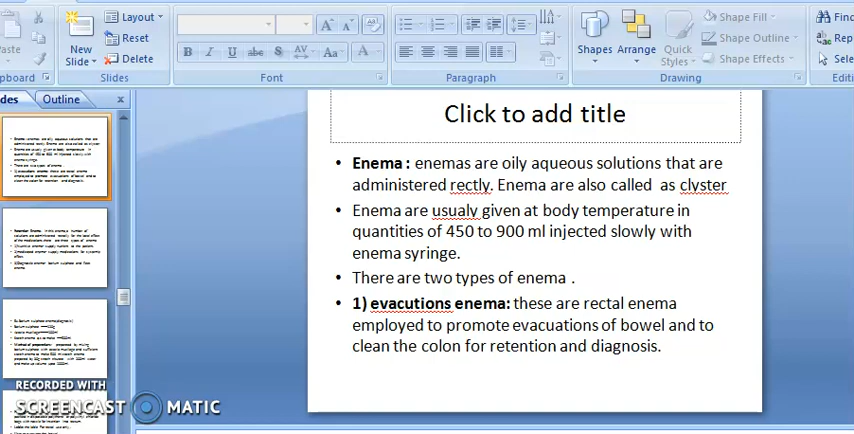 Layout
Reset
Delete
New
Slide
Slides
Paste
B I U abe S AV Aa A
Font
Paragraph
Shapes Arrange Quick
Styles
Shape Fill
Shape Outline
Shape Effects
Drawing
Outline
Click to add title
• Enema : enemas are oily aqueous solutions that are
administered rectly. Enema are also called as clyster
• Enema are usualy given at body temperature in
quantities of 450 to 900 ml injected slowly with
enema syringe.
• There are two types of enema .
• 1) evacutions enema: these are rectal enema
employed to promote evacuations of bowel and to
clean the colon for retention and diagnosis.
RECORDED WITH
SCREENCAST MATIC